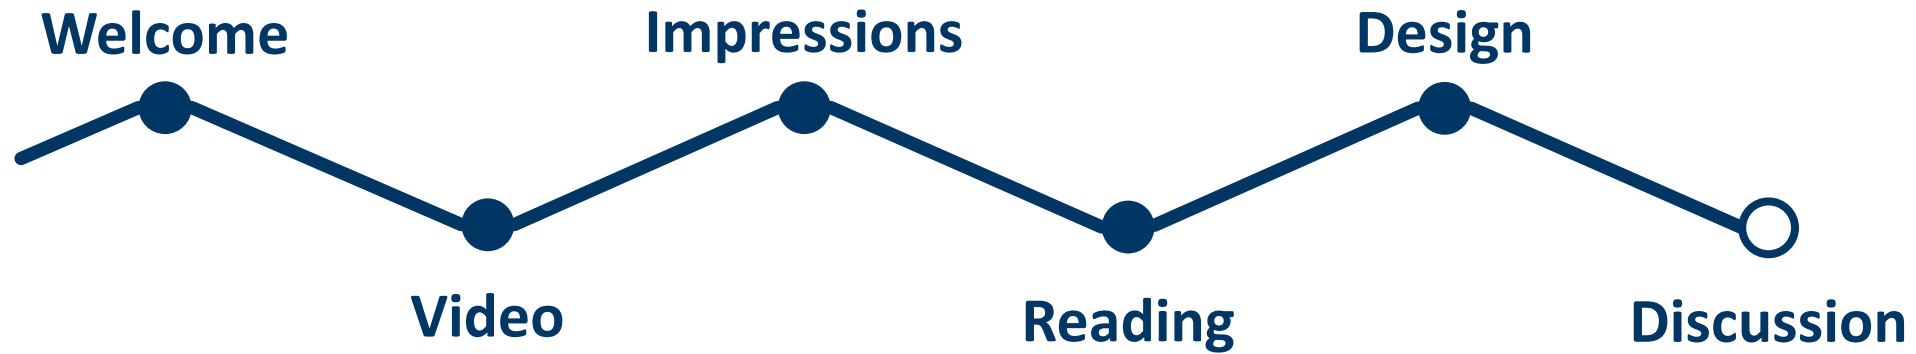 Welcome
Video
Impressions
Reading
Design
Discussion